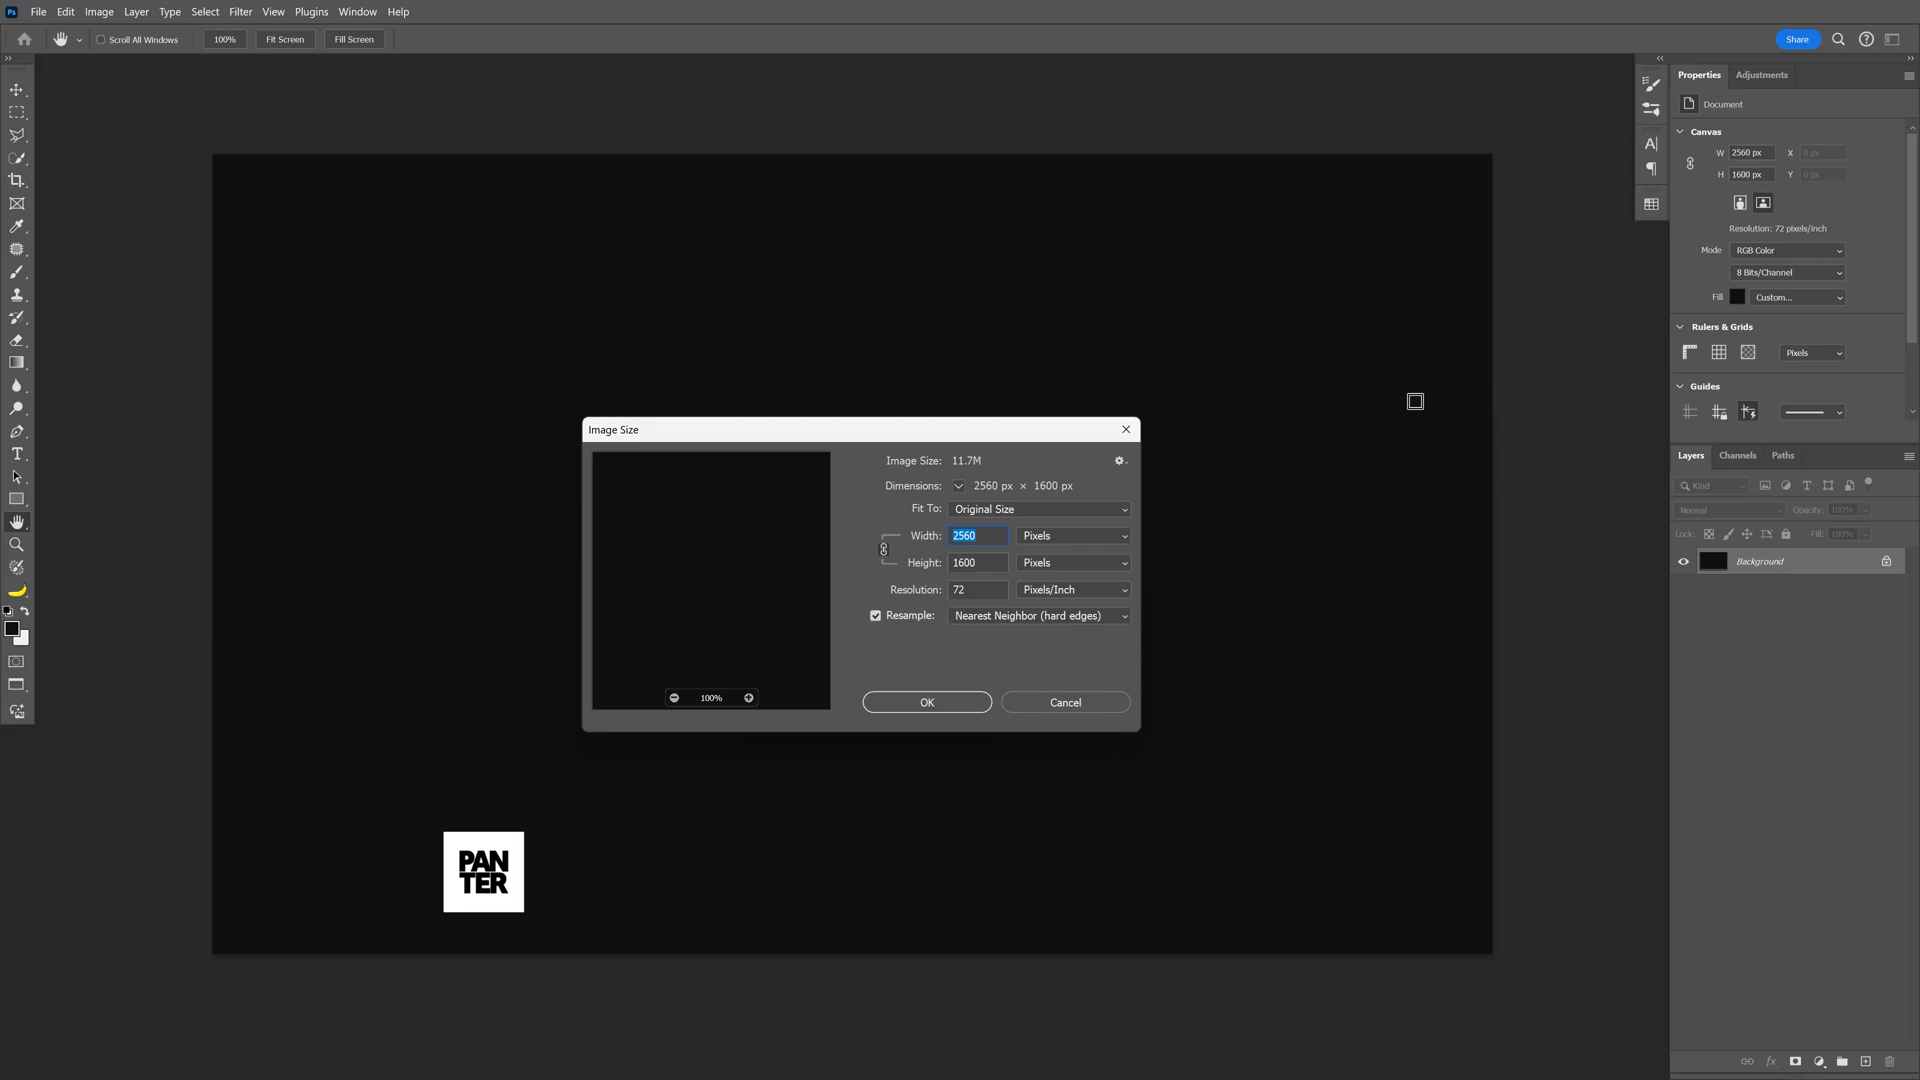 Ps File Edit Image Layer Type Select Filter View Plugins Window Help
Scroll All Windows 100% Fit Screen Fill Screen Share
Properties Adjustments
Document
Canvas
W 2560 px X 0 px
H 1600 px Y 0 px
Resolution: 72 pixels/inch
Mode RGB Color
8 Bits/Channel
Fill Custom...
Rulers & Grids
Pixels
Guides
Layers Channels Paths
Kind
Normal Opacity: 100%
Lock: Fill: 100%
Background
Image Size
Image Size: 11.7M
Dimensions: 2560 px × 1600 px
Fit To: Original Size
Width: 2560 Pixels
Height: 1600 Pixels
Resolution: 72 Pixels/Inch
Resample: Nearest Neighbor (hard edges)
100%
OK Cancel
PAN
TER
fx